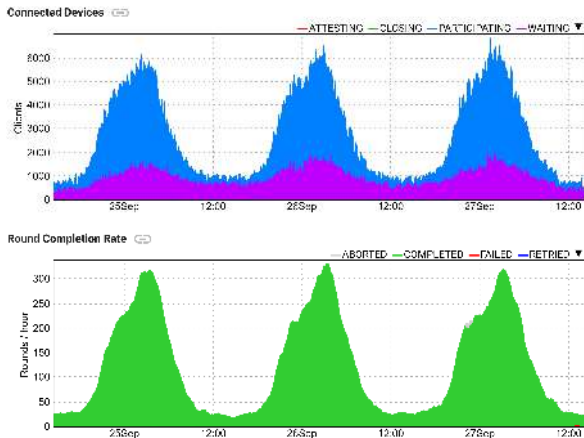 Connected Devices
ATTESTING CLOSING PARTICIPATING WAITING
6000
5000
4000
3000
2000
1000
0
Clients
25Sep 12:00 26Sep 12:00 27Sep 12:00
Round Completion Rate
ABORTED COMPLETED FAILED RETRIED
300
250
200
150
100
50
0
Rounds / hour
25Sep 12:00 26Sep 12:00 27Sep 12:00